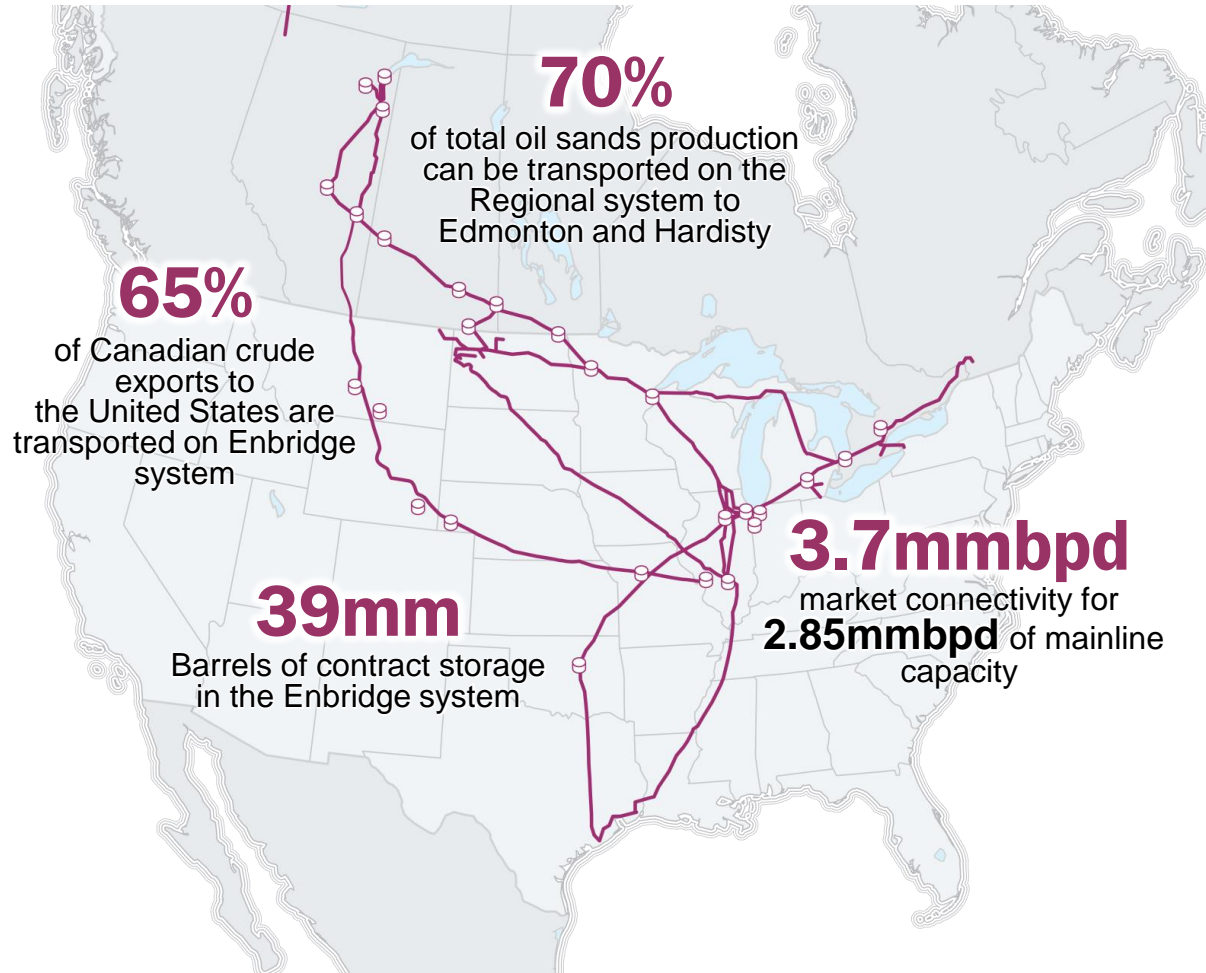 70%
of total oil sands production
can be transported on the
Regional system to
Edmonton and Hardisty
65%
of Canadian crude
exports to
the United States are
transported on Enbridge
system
39mm
Barrels of contract storage
in the Enbridge system
3.7mmbpd
market connectivity for
2.85mmbpd of mainline
capacity